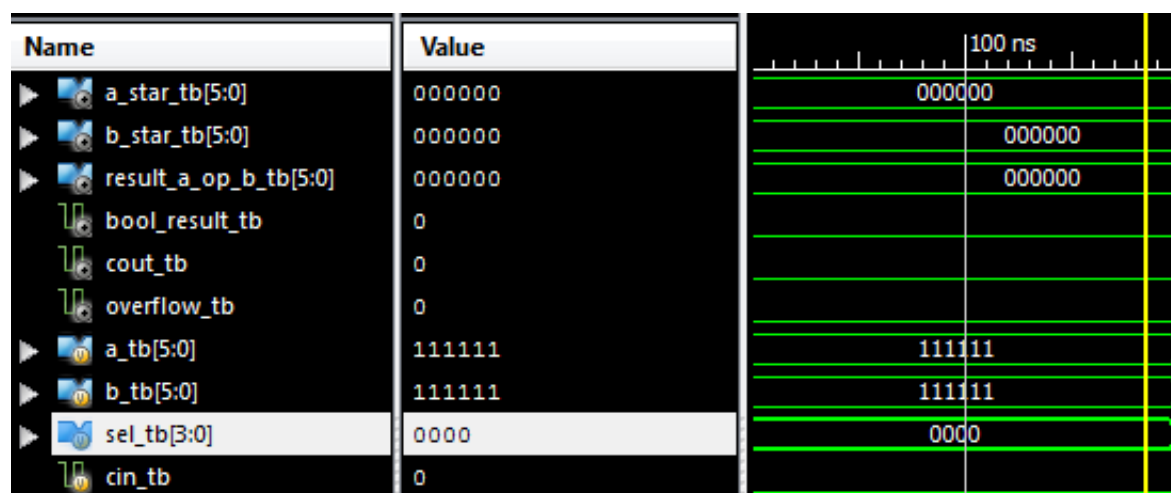 Name Value 100 ns
a_star_tb[5:0] 000000 000000
b_star_tb[5:0] 000000 000000
result_a_op_b_tb[5:0] 000000 000000
bool_result_tb 0
cout_tb 0
overflow_tb 0
a_tb[5:0] 111111 111111
b_tb[5:0] 111111 111111
sel_tb[3:0] 0000 0000
cin_tb 0